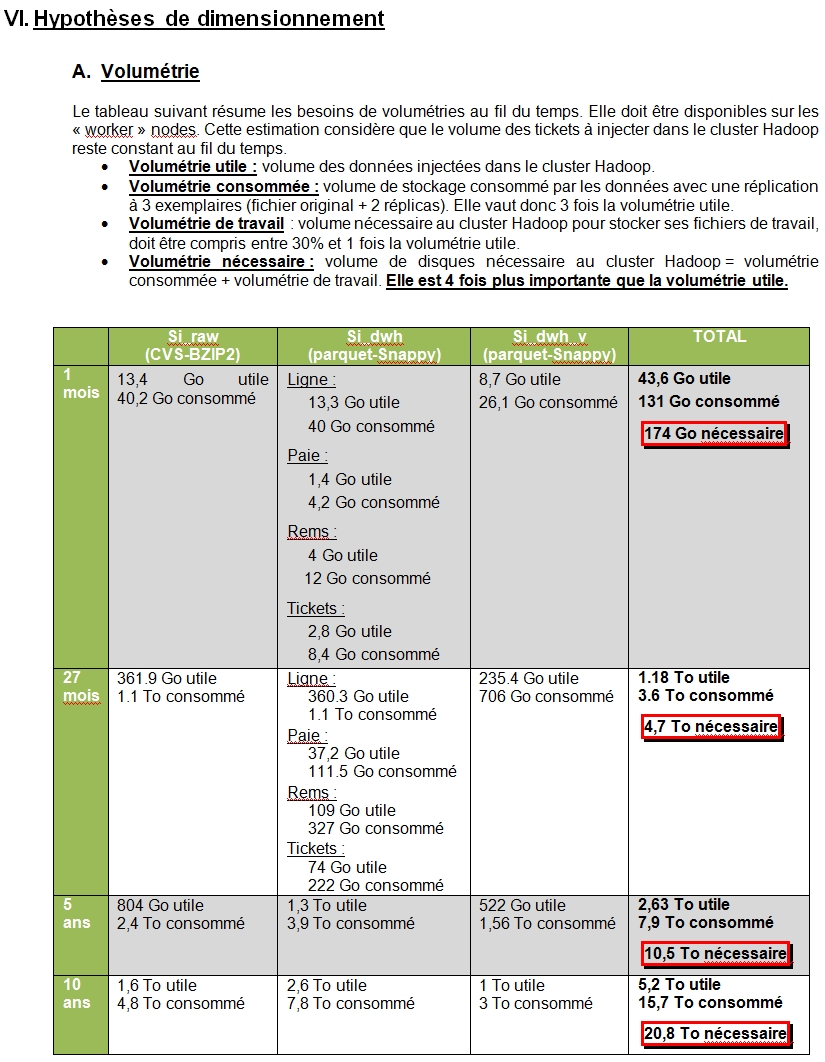 VI. Hypothèses de dimensionnement
A. Volumétrie
Le tableau suivant résume les besoins de volumétries au fil du temps. Elle doit être disponibles sur les
« worker » nodes. Cette estimation considère que le volume des tickets à injecter dans le cluster Hadoop
reste constant au fil du temps.
• Volumétrie utile : volume des données injectées dans le cluster Hadoop.
• Volumétrie consommée : volume de stockage consommé par les données avec une réplication
à 3 exemplaires (fichier original + 2 réplicas). Elle vaut donc 3 fois la volumétrie utile.
• Volumétrie de travail : volume nécessaire au cluster Hadoop pour stocker ses fichiers de travail,
doit être compris entre 30% et 1 fois la volumétrie utile.
• Volumétrie nécessaire : volume de disques nécessaire au cluster Hadoop = volumétrie
consommée + volumétrie de travail. Elle est 4 fois plus importante que la volumétrie utile.
Si_raw
(CVS-BZIP2)
Si_dwh
(parquet-Snappy)
Si_dwh_v
(parquet-Snappy)
TOTAL
1
mois
13,4 Go utile
40,2 Go consommé
Ligne :
13,3 Go utile
40 Go consommé
Paie :
1,4 Go utile
4,2 Go consommé
Rems :
4 Go utile
12 Go consommé
Tickets :
2,8 Go utile
8,4 Go consommé
8,7 Go utile
26,1 Go consommé
43,6 Go utile
131 Go consommé
174 Go nécessaire
27
mois
361.9 Go utile
1.1 To consommé
Ligne :
360.3 Go utile
1.1 To consommé
Paie :
37,2 Go utile
111.5 Go consommé
Rems :
109 Go utile
327 Go consommé
Tickets :
74 Go utile
222 Go consommé
235.4 Go utile
706 Go consommé
1.18 To utile
3.6 To consommé
4,7 To nécessaire
5
ans
804 Go utile
2,4 To consommé
1,3 To utile
3,9 To consommé
522 Go utile
1,56 To consommé
2,63 To utile
7,9 To consommé
10,5 To nécessaire
10
ans
1,6 To utile
4,8 To consommé
2,6 To utile
7,8 To consommé
1 To utile
3 To consommé
5,2 To utile
15,7 To consommé
20,8 To nécessaire